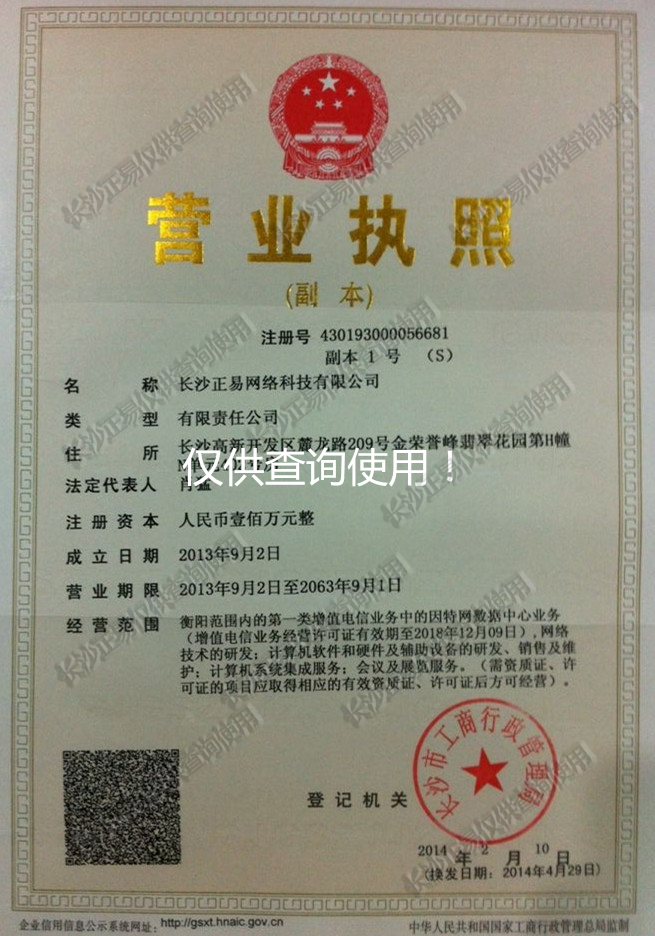 营业执照
(副本)
注册号 430193000056681
副本 1 号 (S)
名称 长沙正易网络科技有限公司
类型 有限责任公司
住所 长沙高新开发区麓龙路209号金荣誉峰翡翠花园第H幢
仅供查询使用！
法定代表人 肖
注册资本 人民币壹佰万元整
成立日期 2013年9月2日
营业期限 2013年9月2日至2063年9月1日
经营范围 衡阳范围内的第一类增值电信业务中的因特网数据中心业务
(增值电信业务经营许可证有效期至2018年12月09日),网络
技术的研发；计算机软件和硬件及辅助设备的研发、销售及维
护；计算机系统集成服务；会议及展览服务。(需资质证、许
可证的项目应取得相应的有效资质证、许可证后方可经营)。
长沙市工商行政管理局
登记机关
2014年2月10日
(换发日期：2014年4月29日)
企业信用信息公示系统网址：http://gsxt.hnaic.gov.cn
中华人民共和国国家工商行政管理总局监制
长沙正易仅供查询使用